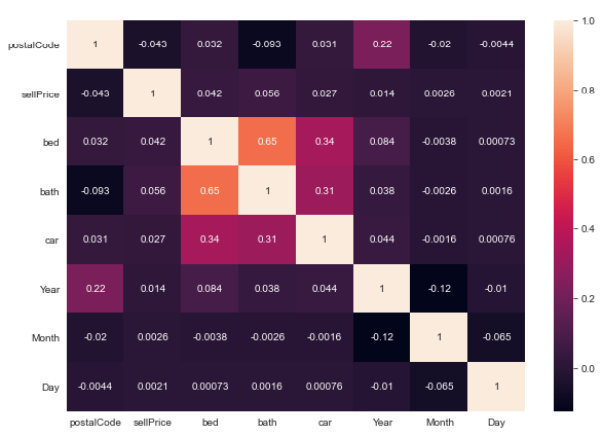 1.0
postalCode 1 -0.043 0.032 -0.093 0.031 0.22 -0.02 -0.0044
sellPrice -0.043 1 0.042 0.056 0.027 0.014 0.0026 0.0021
0.8
bed 0.032 0.042 1 0.65 0.34 0.084 -0.0038 0.00073
0.6
bath -0.093 0.056 0.65 1 0.31 0.038 -0.0026 0.0016
0.4
car 0.031 0.027 0.34 0.31 1 0.044 -0.0016 0.00076
Year 0.22 0.014 0.084 0.038 0.044 1 -0.12 -0.01
0.2
Month -0.02 0.0026 -0.0038 -0.0026 -0.0016 -0.12 1 -0.065
0.0
Day -0.0044 0.0021 0.00073 0.0016 0.00076 -0.01 -0.065 1
postalCode sellPrice bed bath car Year Month Day